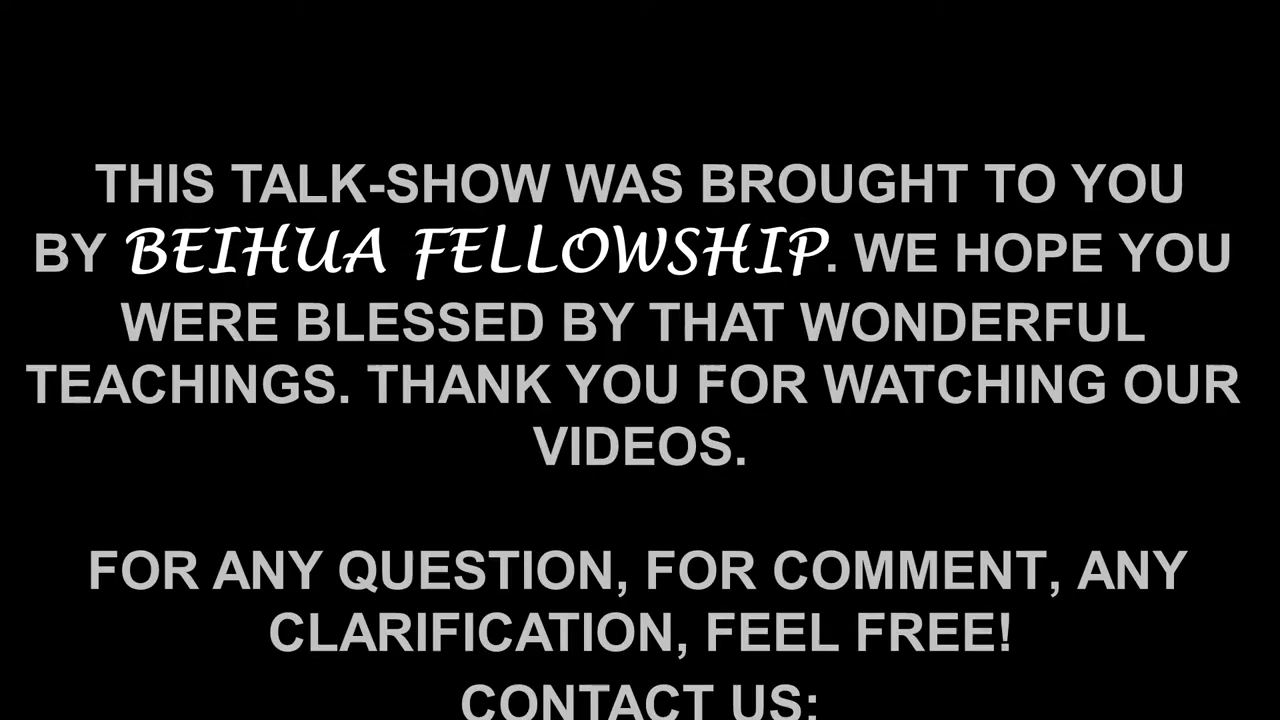 THIS TALK-SHOW WAS BROUGHT TO YOU
BY BEIHUA FELLOWSHIP. WE HOPE YOU
WERE BLESSED BY THAT WONDERFUL
TEACHINGS. THANK YOU FOR WATCHING OUR
VIDEOS.
FOR ANY QUESTION, FOR COMMENT, ANY
CLARIFICATION, FEEL FREE!
CONTACT US: